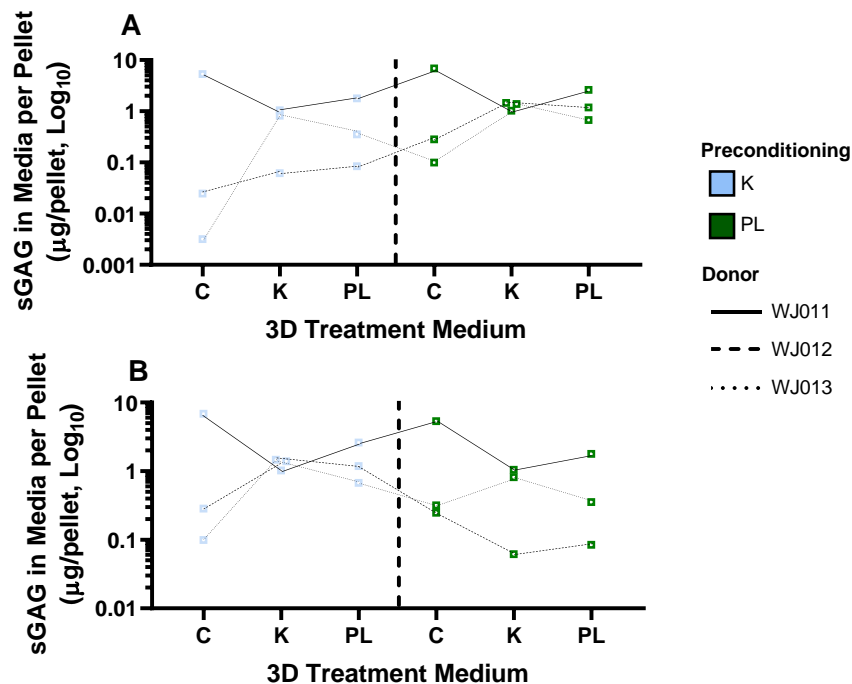 A
sGAG in Media per Pellet
(µg/pellet, Log10)
10
1
0.1
0.01
0.001
C K PL C K PL
3D Treatment Medium
B
sGAG in Media per Pellet
(µg/pellet, Log10)
10
1
0.1
0.01
C K PL C K PL
3D Treatment Medium
Preconditioning
K
PL
Donor
WJ011
WJ012
WJ013